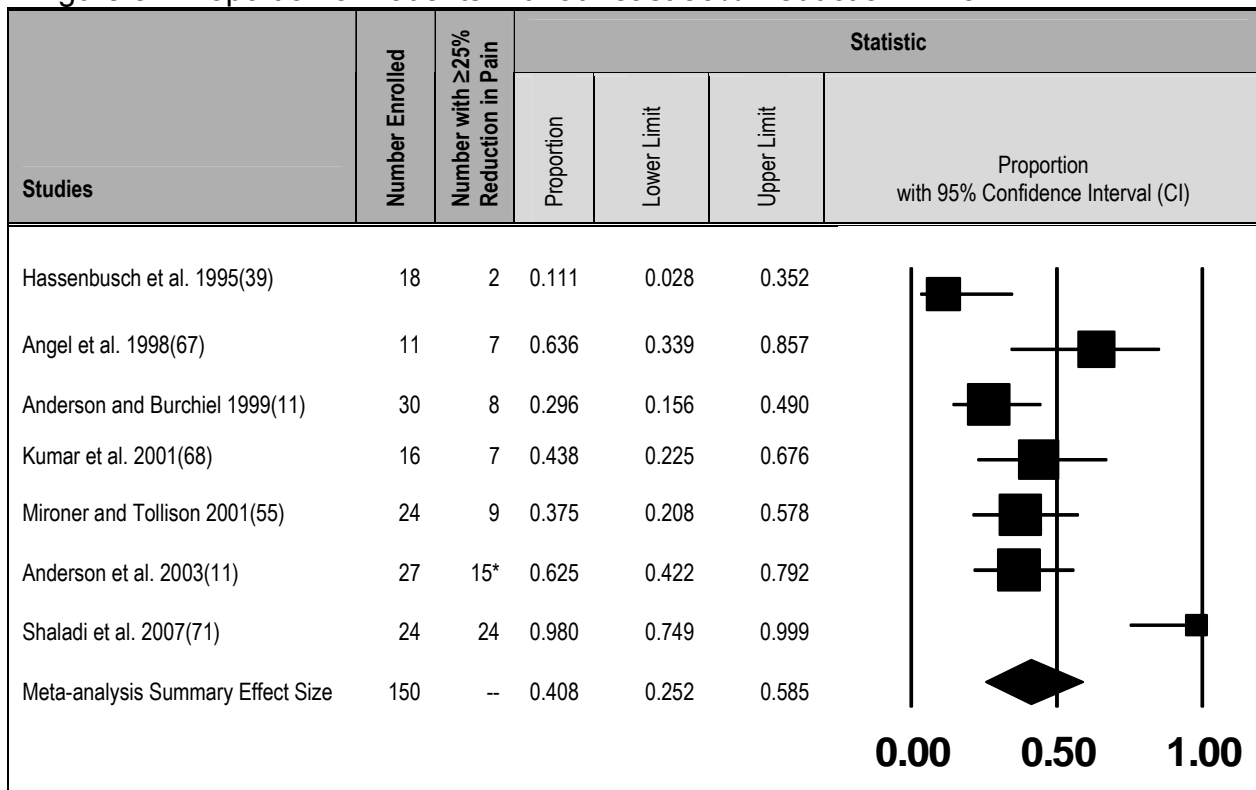 Number Enrolled
Number with ≥25%
Reduction in Pain
Statistic
Studies
Proportion
Lower Limit
Upper Limit
Proportion
with 95% Confidence Interval (CI)
Hassenbusch et al. 1995(39) 18 2 0.111 0.028 0.352
Angel et al. 1998(67) 11 7 0.636 0.339 0.857
Anderson and Burchiel 1999(11) 30 8 0.296 0.156 0.490
Kumar et al. 2001(68) 16 7 0.438 0.225 0.676
Mironer and Tollison 2001(55) 24 9 0.375 0.208 0.578
Anderson et al. 2003(11) 27 15* 0.625 0.422 0.792
Shaladi et al. 2007(71) 24 24 0.980 0.749 0.999
Meta-analysis Summary Effect Size 150 -- 0.408 0.252 0.585
0.00 0.50 1.00